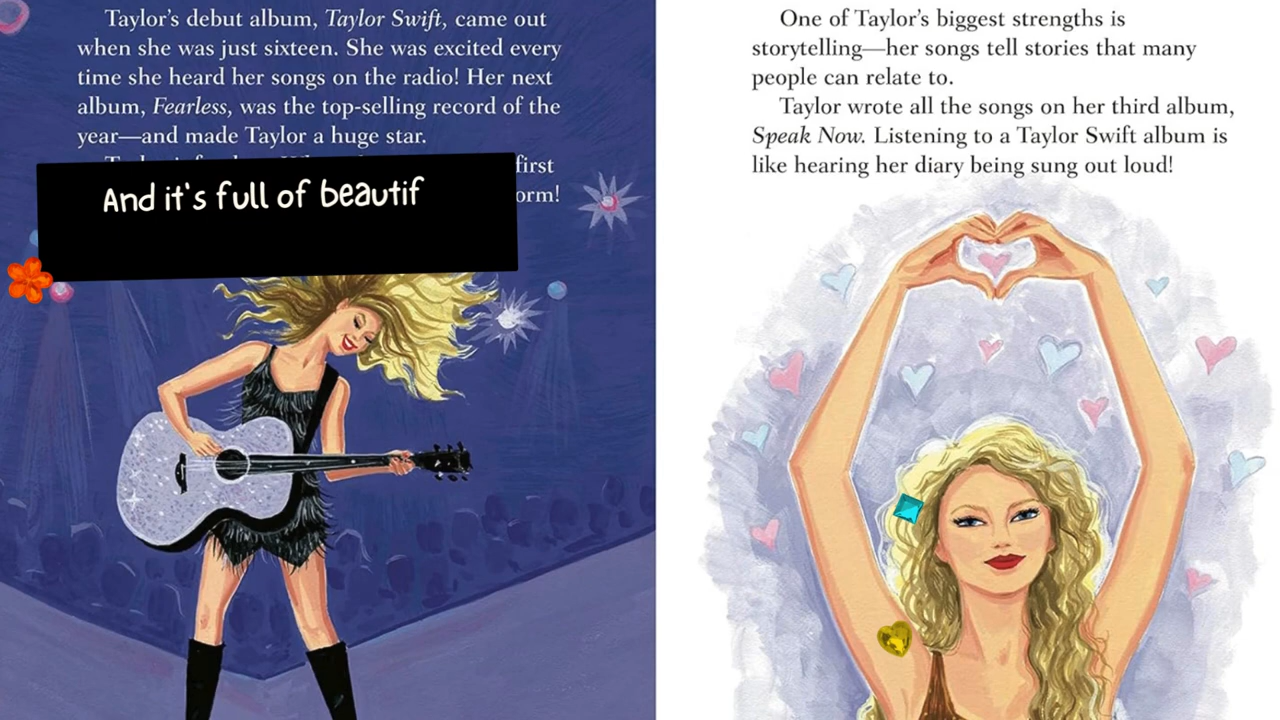 Taylor's debut album, Taylor Swift, came out
when she was just sixteen. She was excited every
time she heard her songs on the radio! Her next
album, Fearless, was the top-selling record of the
year—and made Taylor a huge star.
first
And it's full of beautif
One of Taylor's biggest strengths is
storytelling—her songs tell stories that many
people can relate to.
Taylor wrote all the songs on her third album,
Speak Now. Listening to a Taylor Swift album is
like hearing her diary being sung out loud!